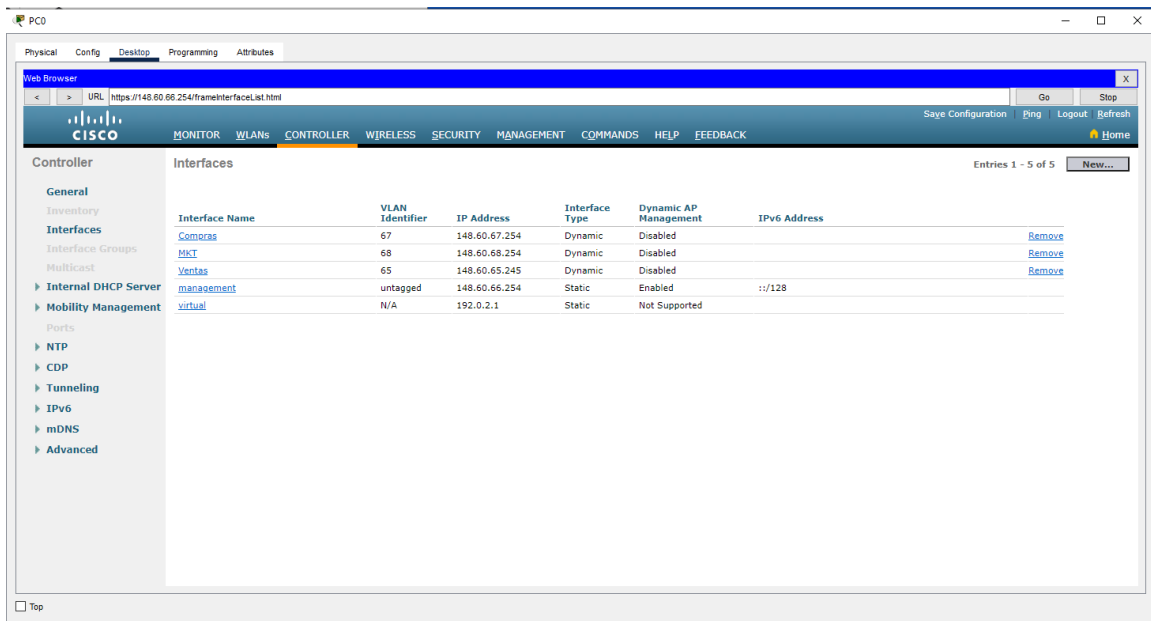 PC0
Physical Config Desktop Programming Attributes
Web Browser X
< > URL https://148.60.66.254/frameInterfaceList.html Go Stop
Save Configuration Ping Logout Refresh
CISCO MONITOR WLANs CONTROLLER WIRELESS SECURITY MANAGEMENT COMMANDS HELP FEEDBACK Home
Controller
General
Inventory
Interfaces
Interface Groups
Multicast
Internal DHCP Server
Mobility Management
Ports
NTP
CDP
Tunneling
IPv6
mDNS
Advanced
Interfaces Entries 1 - 5 of 5 New...
Interface Name VLAN Identifier IP Address Interface Type Dynamic AP Management IPv6 Address
Compras 67 148.60.67.254 Dynamic Disabled Remove
MKT 68 148.60.68.254 Dynamic Disabled Remove
Ventas 65 148.60.65.245 Dynamic Disabled Remove
management untagged 148.60.66.254 Static Enabled ::/128
virtual N/A 192.0.2.1 Static Not Supported
Top